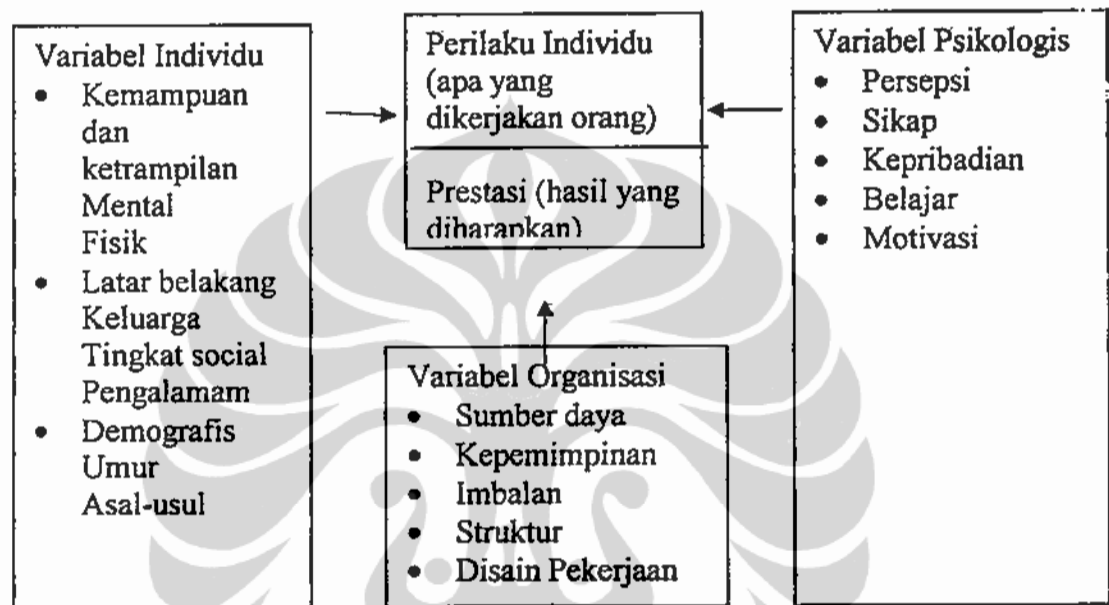 Variabel Individu
• Kemampuan
dan
ketrampilan
Mental
Fisik
• Latar belakang
Keluarga
Tingkat social
Pengalamam
• Demografis
Umur
Asal-usul
Perilaku Individu
(apa yang
dikerjakan orang)
Prestasi (hasil yang
diharapkan)
Variabel Organisasi
• Sumber daya
• Kepemimpinan
• Imbalan
• Struktur
• Disain Pekerjaan
Variabel Psikologis
• Persepsi
• Sikap
• Kepribadian
• Belajar
• Motivasi